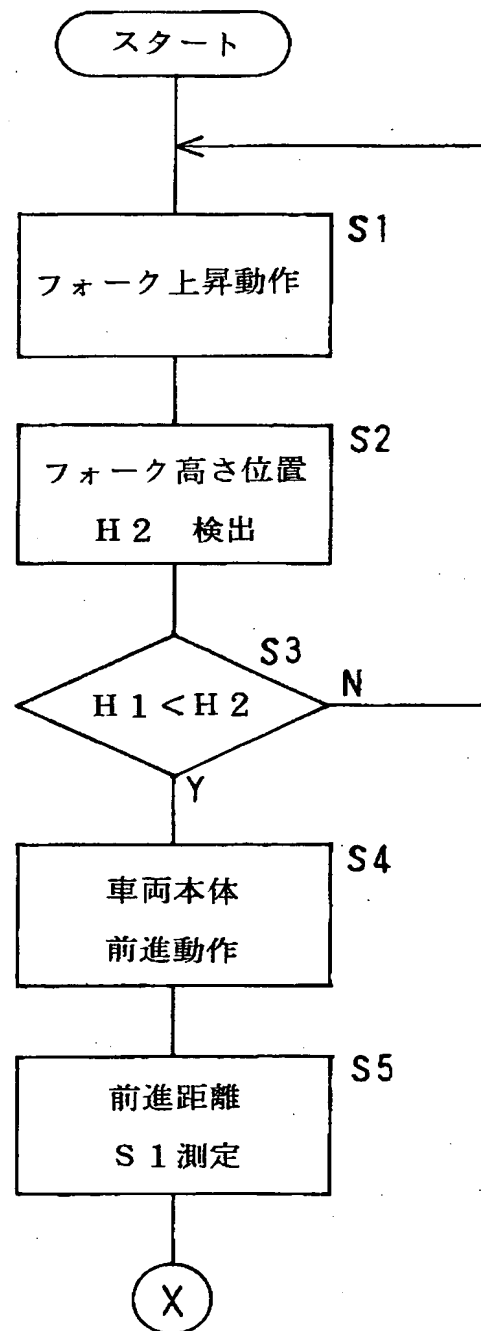 スタート
S1
フォーク上昇動作
S2
フォーク高さ位置
H2 検出
S3
N
H1<H2
Y
S4
車両本体
前進動作
S5
前進距離
S1測定
X